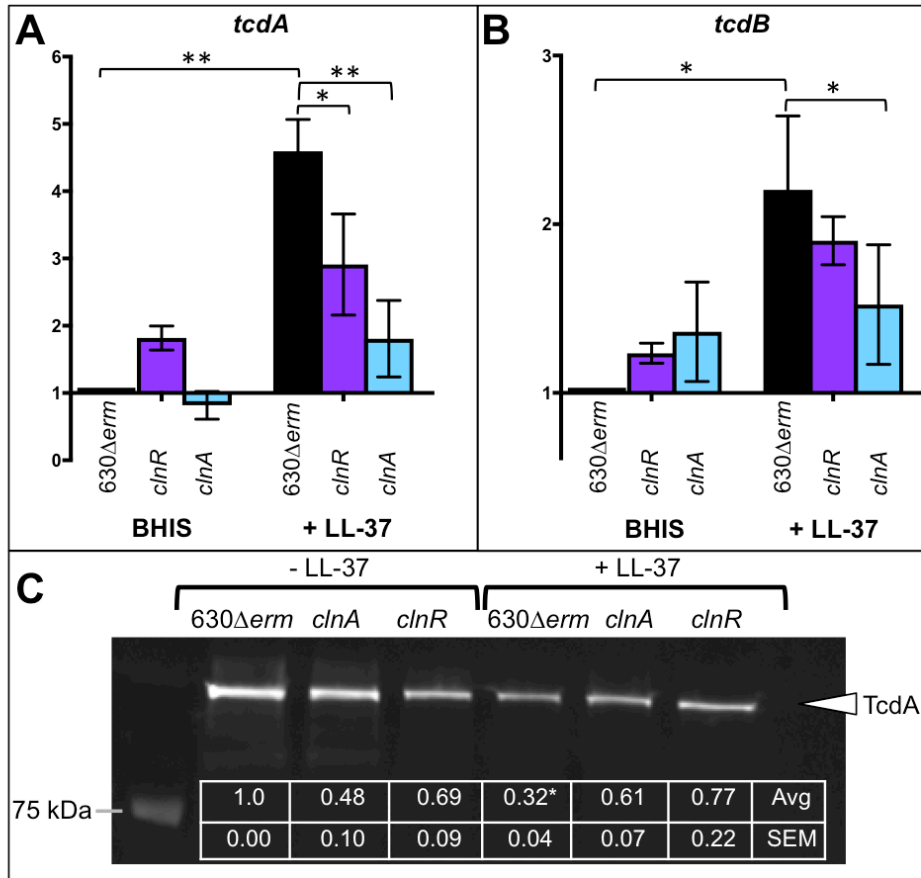 A
tcdA
** 
**
*
6
5
4
3
2
1
0
630Δerm
clnR
clnA
630Δerm
clnR
clnA
BHIS
+ LL-37
B
tcdB
*
*
3
2
1
630Δerm
clnR
clnA
630Δerm
clnR
clnA
BHIS
+ LL-37
C
- LL-37
+ LL-37
630Δerm clnA clnR 630Δerm clnA clnR
TcdA
75 kDa
1.0 0.48 0.69 0.32* 0.61 0.77 Avg
0.00 0.10 0.09 0.04 0.07 0.22 SEM